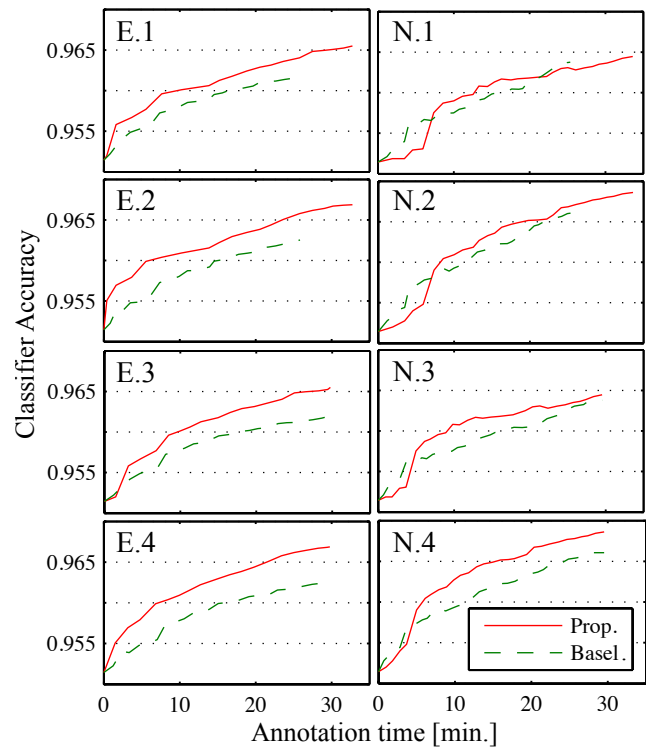 E.1
N.1
0.965
0.955
E.2
N.2
0.965
0.955
Classifier Accuracy
E.3
N.3
0.965
0.955
E.4
N.4
0.965
0.955
Prop.
Basel.
0 10 20 30 0 10 20 30
Annotation time [min.]